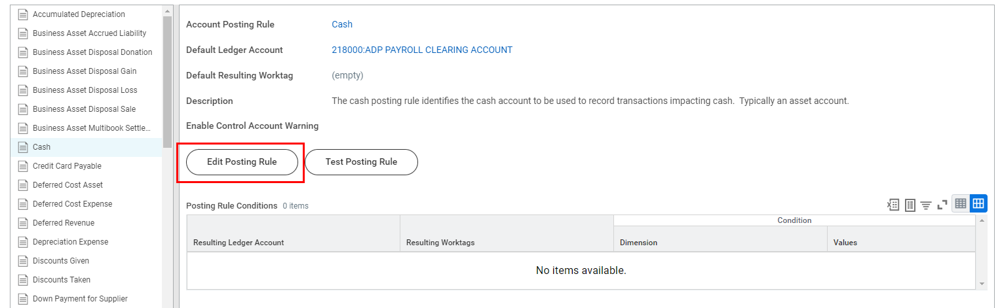 Accumulated Depreciation
Business Asset Accrued Liability
Business Asset Disposal Donation
Business Asset Disposal Gain
Business Asset Disposal Loss
Business Asset Disposal Sale
Business Asset Multibook Settle...
Cash
Credit Card Payable
Deferred Cost Asset
Deferred Cost Expense
Deferred Revenue
Depreciation Expense
Discounts Given
Discounts Taken
Down Payment for Supplier
Account Posting Rule Cash
Default Ledger Account 218000:ADP PAYROLL CLEARING ACCOUNT
Default Resulting Worktag (empty)
Description The cash posting rule identifies the cash account to be used to record transactions impacting cash.  Typically an asset account.
Enable Control Account Warning
Edit Posting Rule Test Posting Rule
Posting Rule Conditions 0 items
Condition
Resulting Ledger Account Resulting Worktags Dimension Values
No items available.